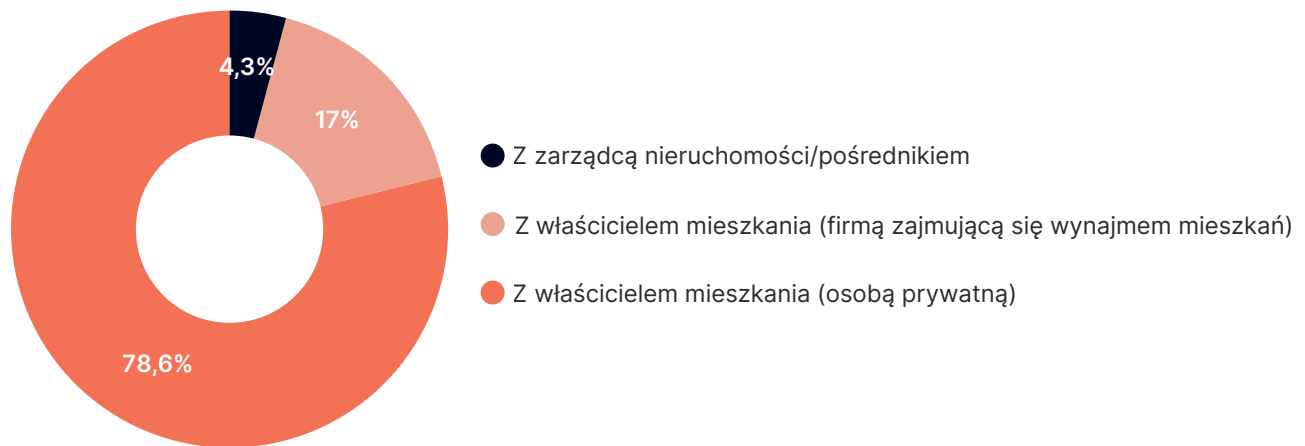 4,3%
17%
Z zarządcą nieruchomości/pośrednikiem
Z właścicielem mieszkania (firmą zajmującą się wynajmem mieszkań)
Z właścicielem mieszkania (osobą prywatną)
78,6%